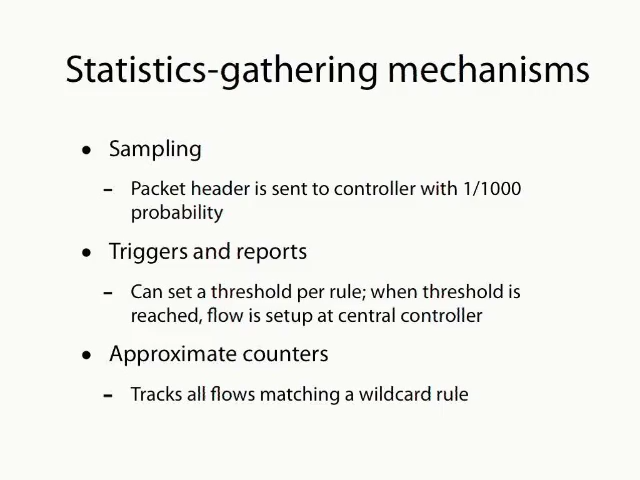 Statistics-gathering mechanisms
• Sampling
– Packet header is sent to controller with 1/1000
probability
• Triggers and reports
– Can set a threshold per rule; when threshold is
reached, flow is setup at central controller
• Approximate counters
– Tracks all flows matching a wildcard rule